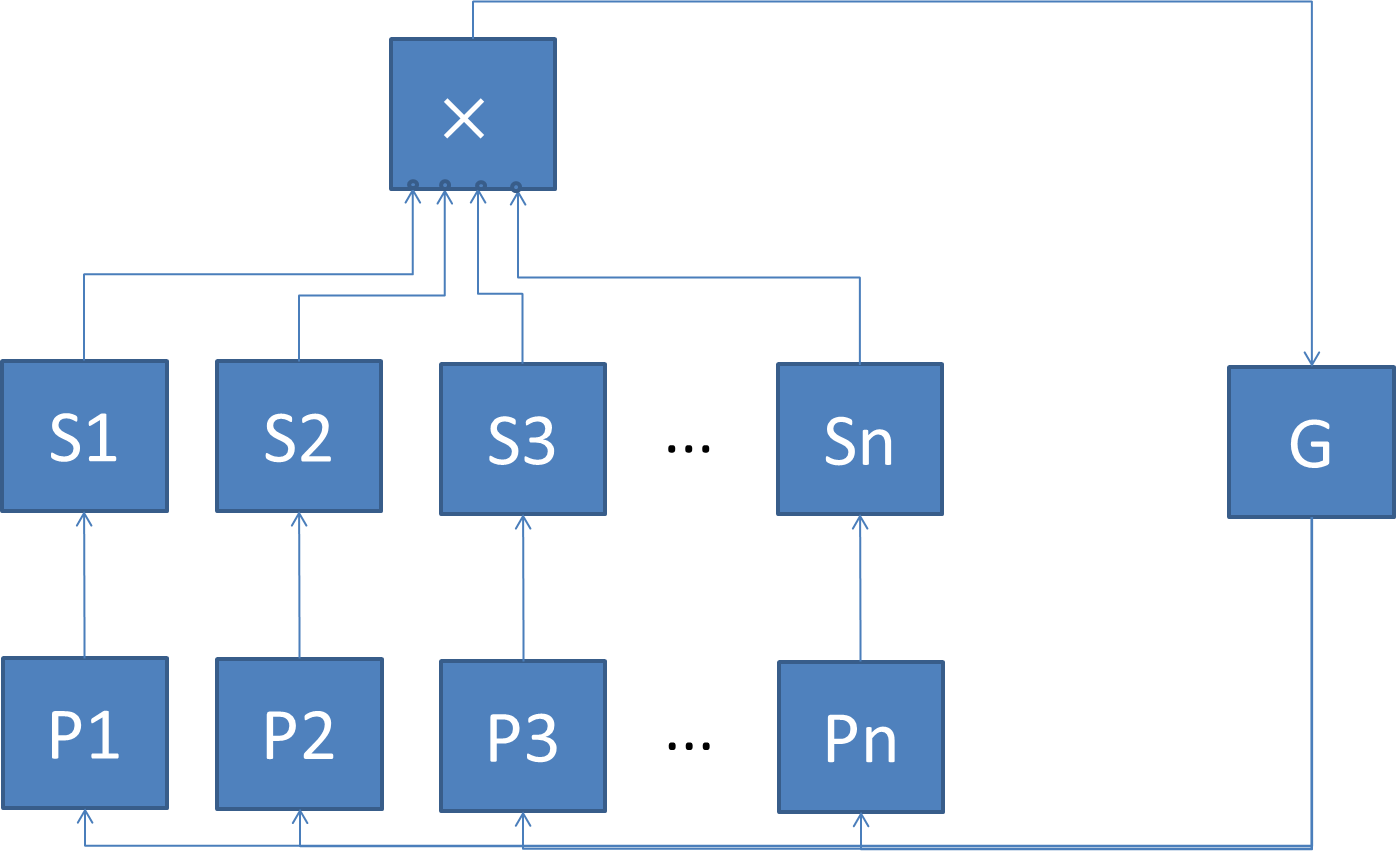 ×
S1 S2 S3 ... Sn G
P1 P2 P3 ... Pn